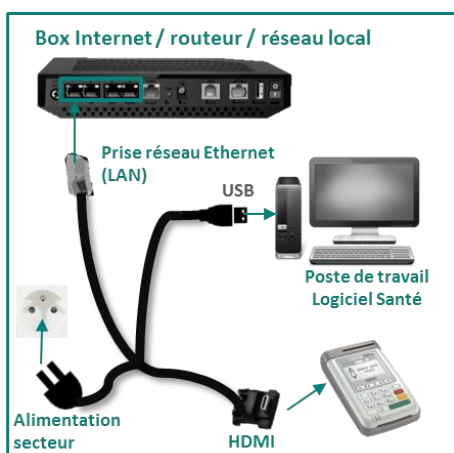 Box Internet / routeur / réseau local
Prise réseau Ethernet
(LAN)
USB
Poste de travail
Logiciel Santé
Alimentation
secteur
HDMI